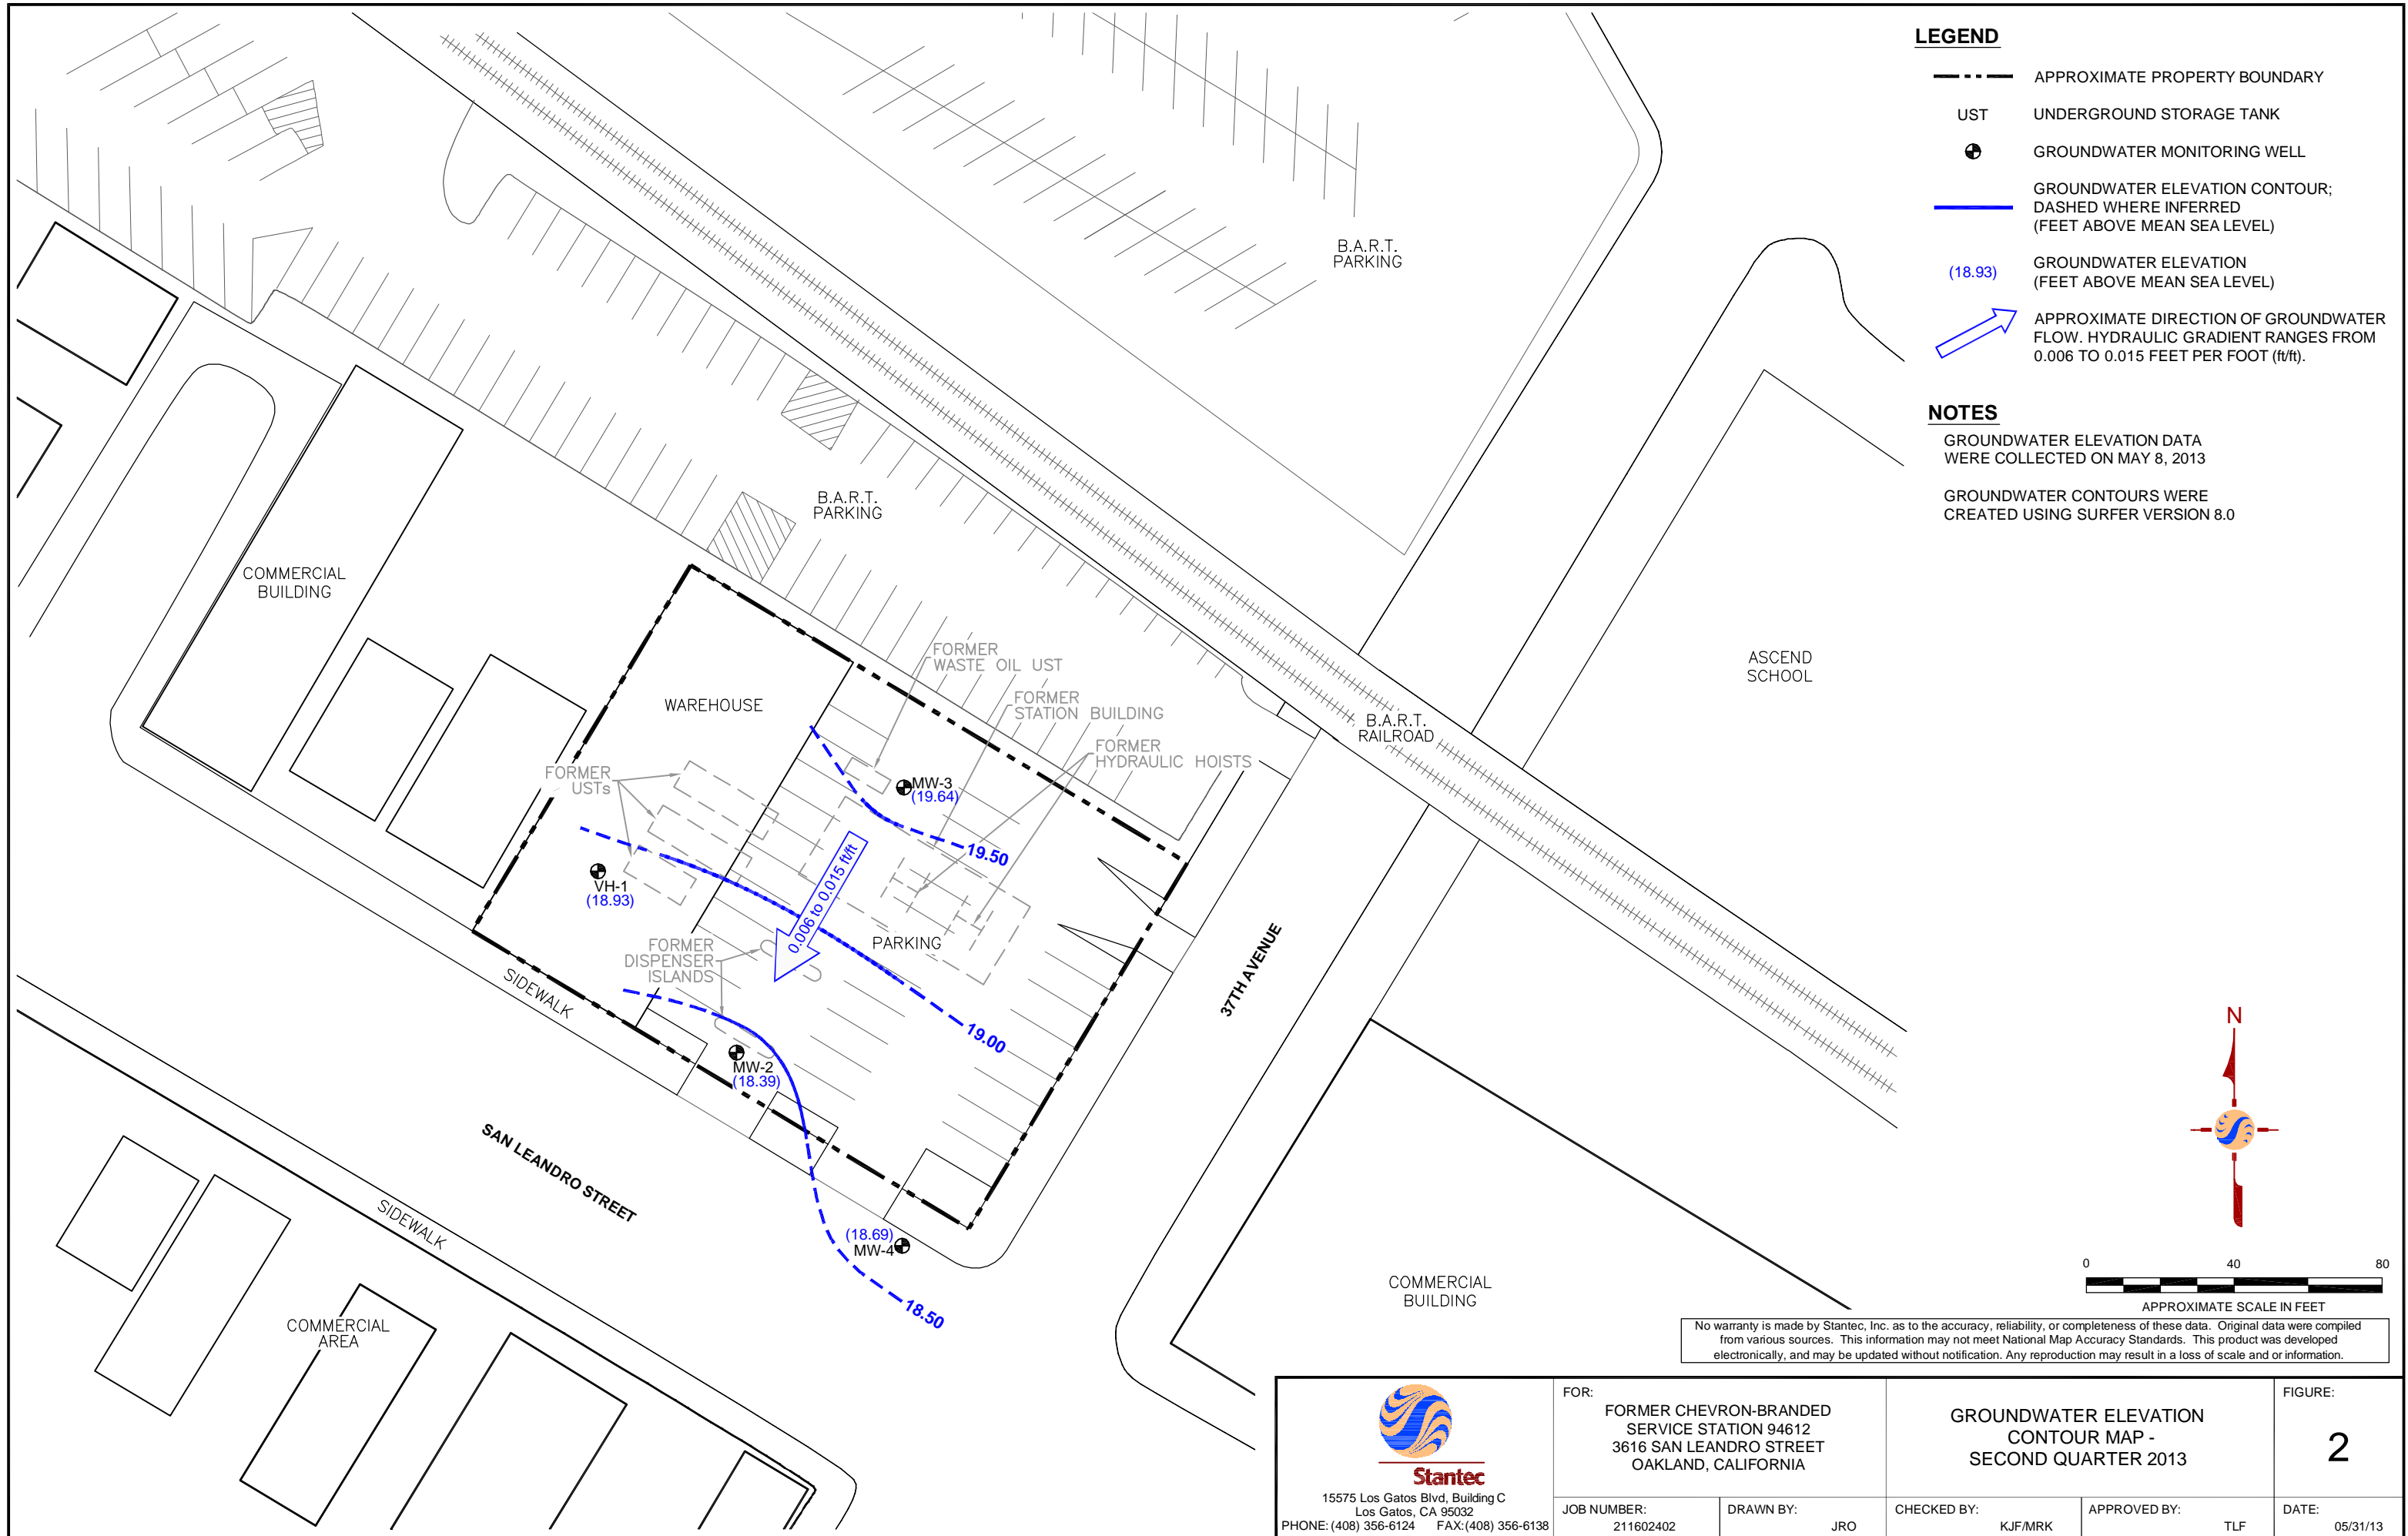 LEGEND
APPROXIMATE PROPERTY BOUNDARY
UST UNDERGROUND STORAGE TANK
GROUNDWATER MONITORING WELL
GROUNDWATER ELEVATION CONTOUR;
DASHED WHERE INFERRED
(FEET ABOVE MEAN SEA LEVEL)
(18.93) GROUNDWATER ELEVATION
(FEET ABOVE MEAN SEA LEVEL)
APPROXIMATE DIRECTION OF GROUNDWATER
FLOW. HYDRAULIC GRADIENT RANGES FROM
0.006 TO 0.015 FEET PER FOOT (ft/ft).
NOTES
GROUNDWATER ELEVATION DATA
WERE COLLECTED ON MAY 8, 2013
GROUNDWATER CONTOURS WERE
CREATED USING SURFER VERSION 8.0
B.A.R.T.
PARKING
B.A.R.T.
PARKING
COMMERCIAL
BUILDING
WAREHOUSE
FORMER
WASTE OIL UST
FORMER
STATION BUILDING
FORMER
HYDRAULIC HOISTS
B.A.R.T.
RAILROAD
ASCEND
SCHOOL
FORMER
USTs
MW-3
(19.64)
19.50
VH-1
(18.93)
0.006 to 0.015 ft/ft
PARKING
FORMER
DISPENSER
ISLANDS
SIDEWALK
37TH AVENUE
19.00
MW-2
(18.39)
SAN LEANDRO STREET
SIDEWALK
(18.69)
MW-4
18.50
COMMERCIAL
BUILDING
COMMERCIAL
AREA
N
0 40 80
APPROXIMATE SCALE IN FEET
No warranty is made by Stantec, Inc. as to the accuracy, reliability, or completeness of these data. Original data were compiled
from various sources. This information may not meet National Map Accuracy Standards. This product was developed
electronically, and may be updated without notification. Any reproduction may result in a loss of scale and or information.
Stantec
15575 Los Gatos Blvd, Building C
Los Gatos, CA 95032
PHONE: (408) 356-6124 FAX:(408) 356-6138
FOR:
FORMER CHEVRON-BRANDED
SERVICE STATION 94612
3616 SAN LEANDRO STREET
OAKLAND, CALIFORNIA
GROUNDWATER ELEVATION
CONTOUR MAP -
SECOND QUARTER 2013
FIGURE:
2
JOB NUMBER:
211602402
DRAWN BY:
JRO
CHECKED BY:
KJF/MRK
APPROVED BY:
TLF
DATE:
05/31/13